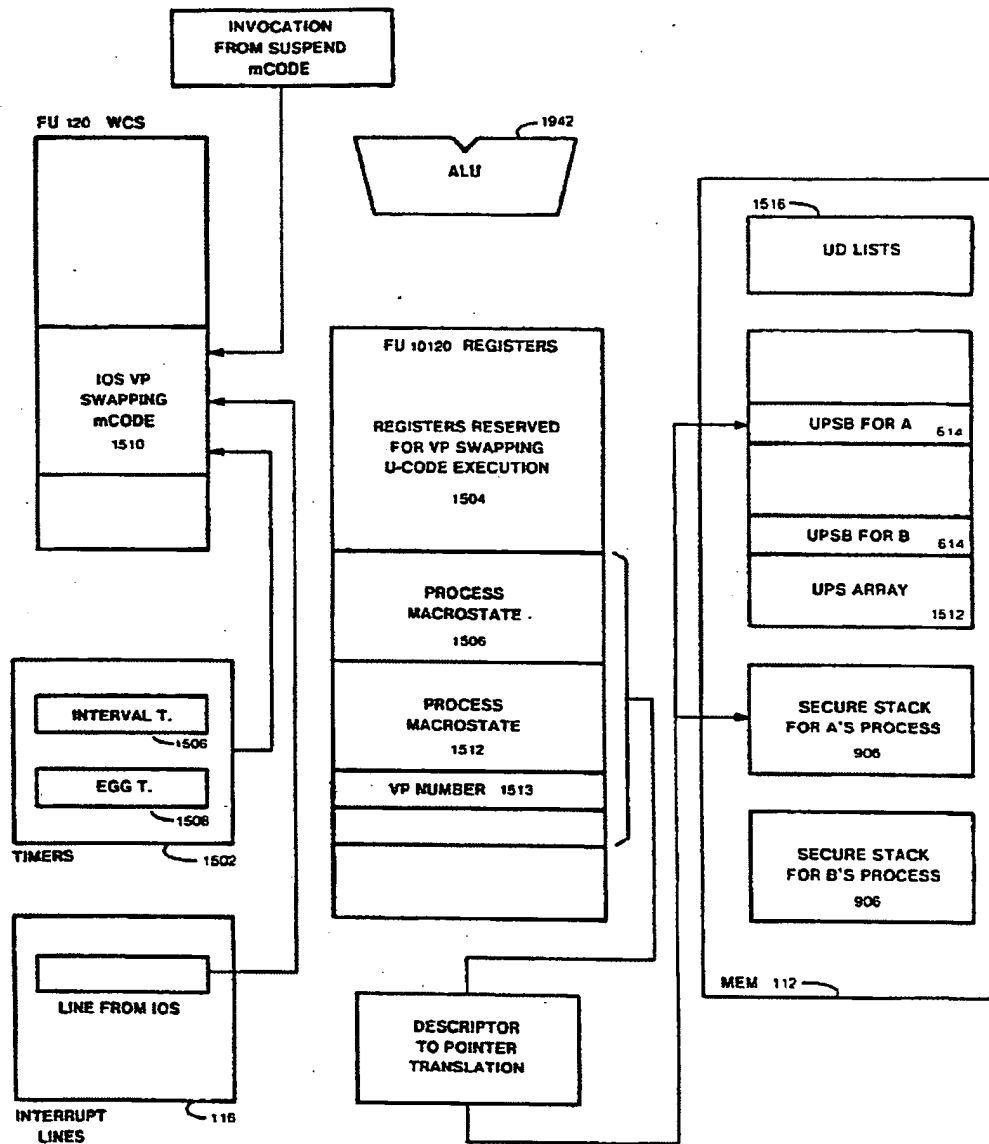 INVOCATION
FROM SUSPEND
mCODE
FU 120 WCS
1942
ALU
1516
UD LISTS
FU 10120 REGISTERS
IOS VP
SWAPPING
mCODE
1510
REGISTERS RESERVED
FOR VP SWAPPING
U-CODE EXECUTION
1504
UPSB FOR A 614
UPSB FOR B 614
UPS ARRAY
1512
PROCESS
MACROSTATE
1506
INTERVAL T.
1506
EGG T.
1508
TIMERS
1502
PROCESS
MACROSTATE
1512
VP NUMBER 1513
SECURE STACK
FOR A'S PROCESS
906
SECURE STACK
FOR B'S PROCESS
906
LINE FROM IOS
INTERRUPT
LINES
116
DESCRIPTOR
TO POINTER
TRANSLATION
MEM 112